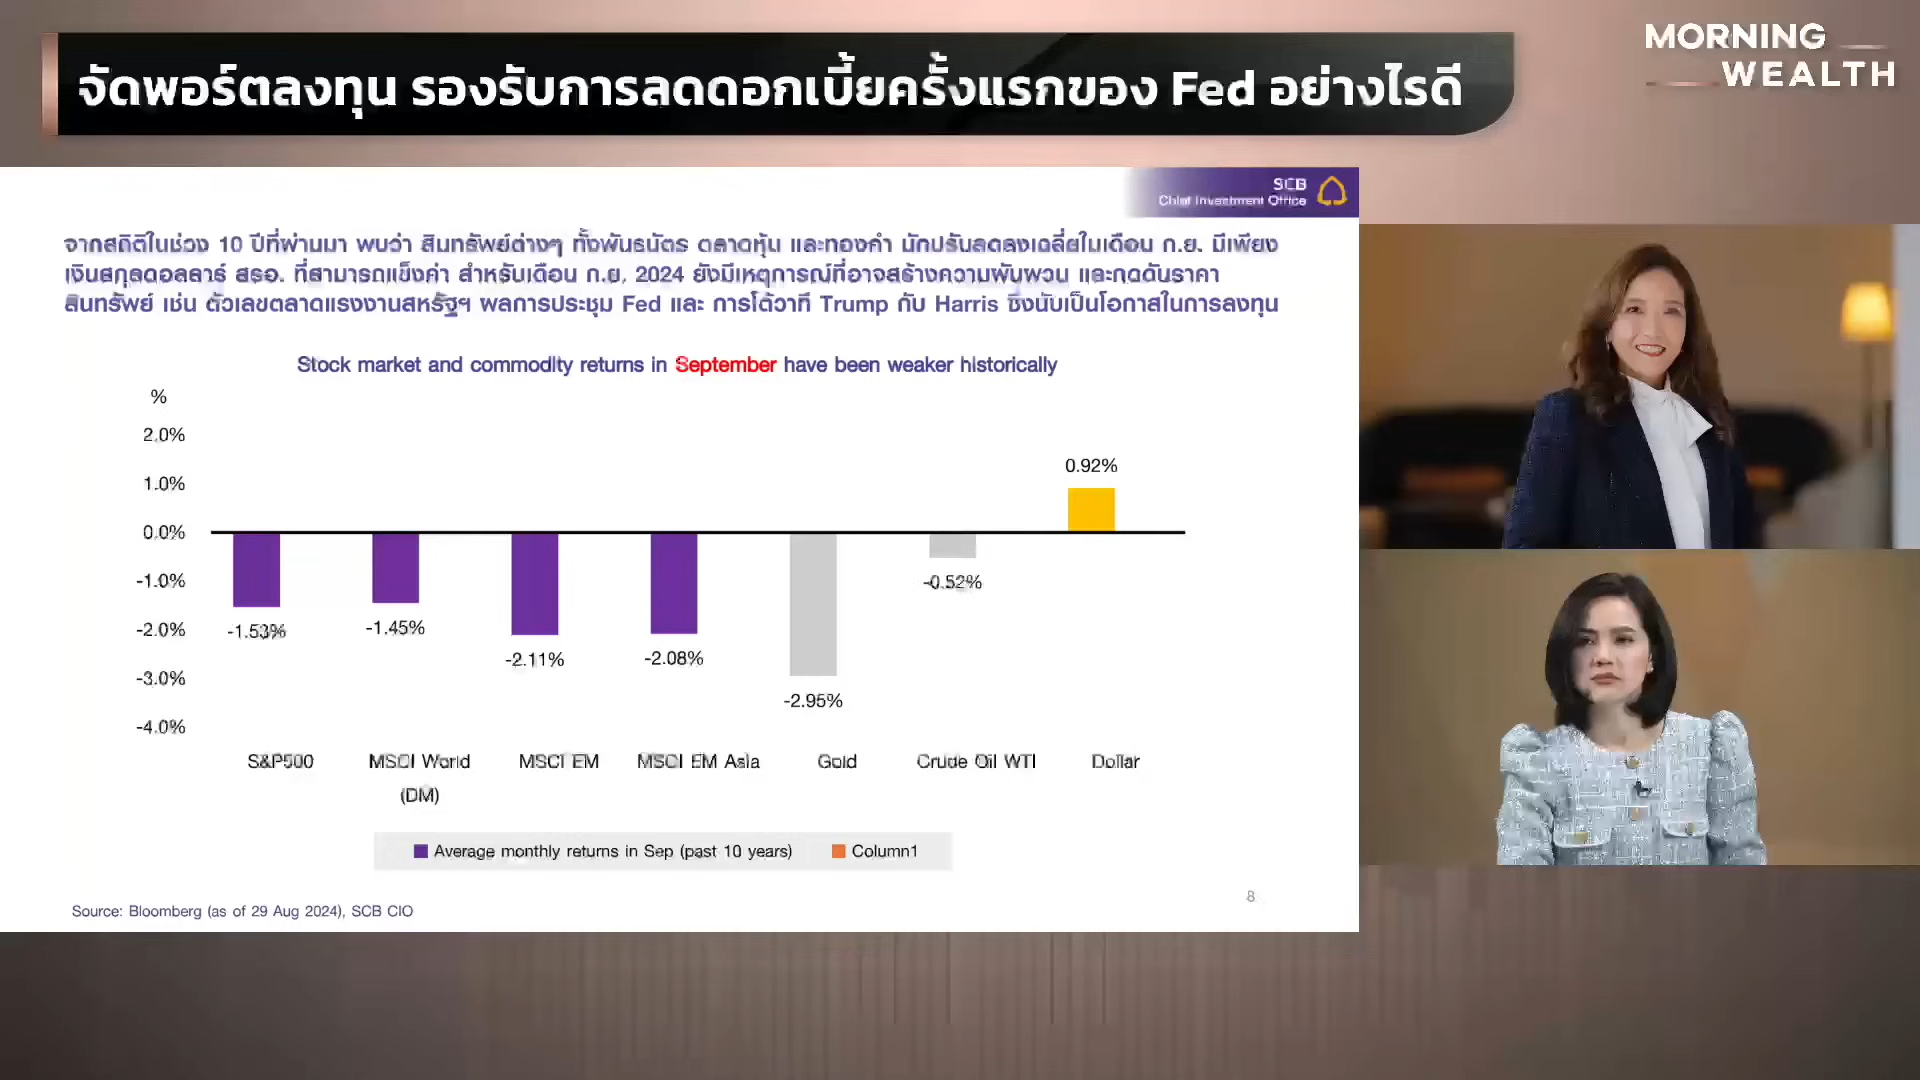 จัดพอร์ตลงทุน รองรับการลดดอกเบี้ยครั้งแรกของ Fed อย่างไรดี
MORNING
WEALTH
SCB
Chief Investment Office
จากสถิติในช่วง 10 ปีที่ผ่านมา พบว่า สินทรัพย์ต่างๆ ทั้งพันธบัตร ตลาดหุ้น และทองคำ มักปรับลดลงเฉลี่ยในเดือน ก.ย. มีเพียง
เงินสกุลดอลลาร์ สรอ. ที่สามารถแข็งค่า สำหรับเดือน ก.ย. 2024 ยังมีเหตุการณ์ที่อาจสร้างความผันผวน และกดดันราคา
สินทรัพย์ เช่น ตัวเลขตลาดแรงงานสหรัฐฯ ผลการประชุม Fed และ การโต้วาที Trump กับ Harris ซึ่งนับเป็นโอกาสในการลงทุน
Stock market and commodity returns in September have been weaker historically
%
2.0%
1.0%
0.0%
-1.0%
-2.0%
-3.0%
-4.0%
-1.53%
-1.45%
-2.11%
-2.08%
-2.95%
-0.52%
0.92%
S&P500
MSCI World
(DM)
MSCI EM
MSCI EM Asia
Gold
Crude Oil WTI
Dollar
Average monthly returns in Sep (past 10 years)
Column1
Source: Bloomberg (as of 29 Aug 2024), SCB CIO
8